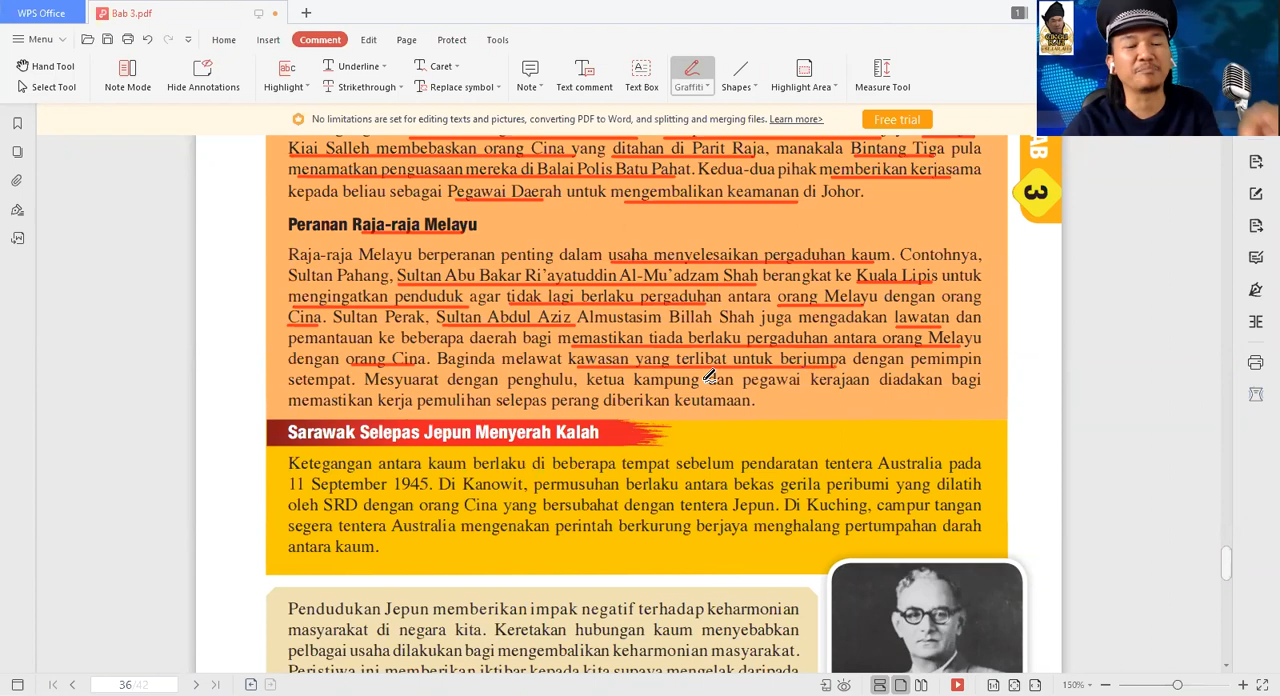 WPS Office
Bab 3.pdf
1
Menu
Home
Insert
Comment
Edit
Page
Protect
Tools
Hand Tool
Select Tool
Note Mode
Hide Annotations
Highlight
Underline
Strikethrough
Caret
Replace symbol
Note
Text comment
Text Box
Graffiti
Shapes
Highlight Area
Measure Tool
No limitations are set for editing texts and pictures, converting PDF to Word, and splitting and merging files. Learn more>
Free trial
Kiai Salleh membebaskan orang Cina yang ditahan di Parit Raja, manakala Bintang Tiga pula
menamatkan penguasaan mereka di Balai Polis Batu Pahat. Kedua-dua pihak memberikan kerjasama
kepada beliau sebagai Pegawai Daerah untuk mengembalikan keamanan di Johor.
3
Peranan Raja-raja Melayu
Raja-raja Melayu berperanan penting dalam usaha menyelesaikan pergaduhan kaum. Contohnya,
Sultan Pahang, Sultan Abu Bakar Ri'ayatuddin Al-Mu'adzam Shah berangkat ke Kuala Lipis untuk
mengingatkan penduduk agar tidak lagi berlaku pergaduhan antara orang Melayu dengan orang
Cina. Sultan Perak, Sultan Abdul Aziz Almustasim Billah Shah juga mengadakan lawatan dan
pemantauan ke beberapa daerah bagi memastikan tiada berlaku pergaduhan antara orang Melayu
dengan orang Cina. Baginda melawat kawasan yang terlibat untuk berjumpa dengan pemimpin
setempat. Mesyuarat dengan penghulu, ketua kampung dan pegawai kerajaan diadakan bagi
memastikan kerja pemulihan selepas perang diberikan keutamaan.
Sarawak Selepas Jepun Menyerah Kalah
Ketegangan antara kaum berlaku di beberapa tempat sebelum pendaratan tentera Australia pada
11 September 1945. Di Kanowit, permusuhan berlaku antara bekas gerila peribumi yang dilatih
oleh SRD dengan orang Cina yang bersubahat dengan tentera Jepun. Di Kuching, campur tangan
segera tentera Australia mengenakan perintah berkurung berjaya menghalang pertumpahan darah
antara kaum.
Pendudukan Jepun memberikan impak negatif terhadap keharmonian
masyarakat di negara kita. Keretakan hubungan kaum menyebabkan
pelbagai usaha dilakukan bagi mengembalikan keharmonian masyarakat.
Peristiwa ini memberikan iktibar kepada kita supaya mengelak daripada
36/42
150%